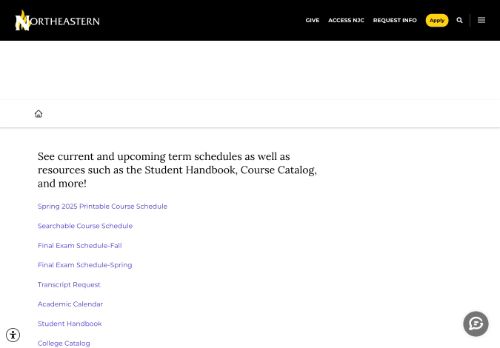 NORTHEASTERN
GIVE ACCESS NJC REQUEST INFO Apply
See current and upcoming term schedules as well as
resources such as the Student Handbook, Course Catalog,
and more!
Spring 2025 Printable Course Schedule
Searchable Course Schedule
Final Exam Schedule-Fall
Final Exam Schedule-Spring
Transcript Request
Academic Calendar
Student Handbook
College Catalog